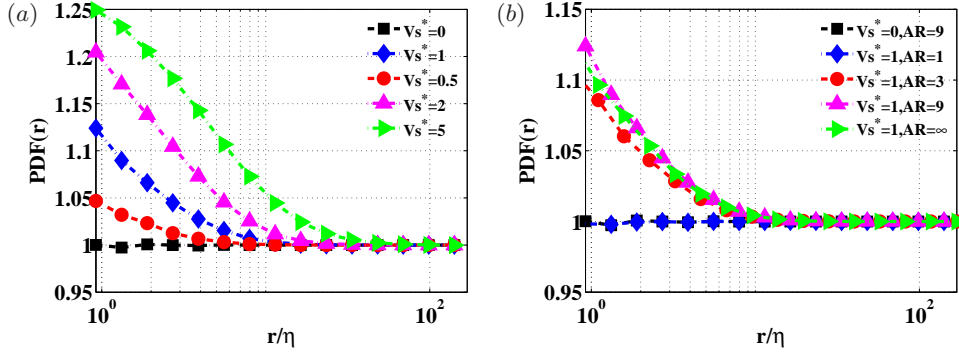 (a)
PDF(r)
1.25
1.2
1.15
1.1
1.05
1
0.95
10^0
10^2
r/η
Vs^*=0
Vs^*=1
Vs^*=0.5
Vs^*=2
Vs^*=5
(b)
PDF(r)
1.15
1.1
1.05
1
0.95
10^0
10^2
r/η
Vs^*=0,AR=9
Vs^*=1,AR=1
Vs^*=1,AR=3
Vs^*=1,AR=9
Vs^*=1,AR=∞